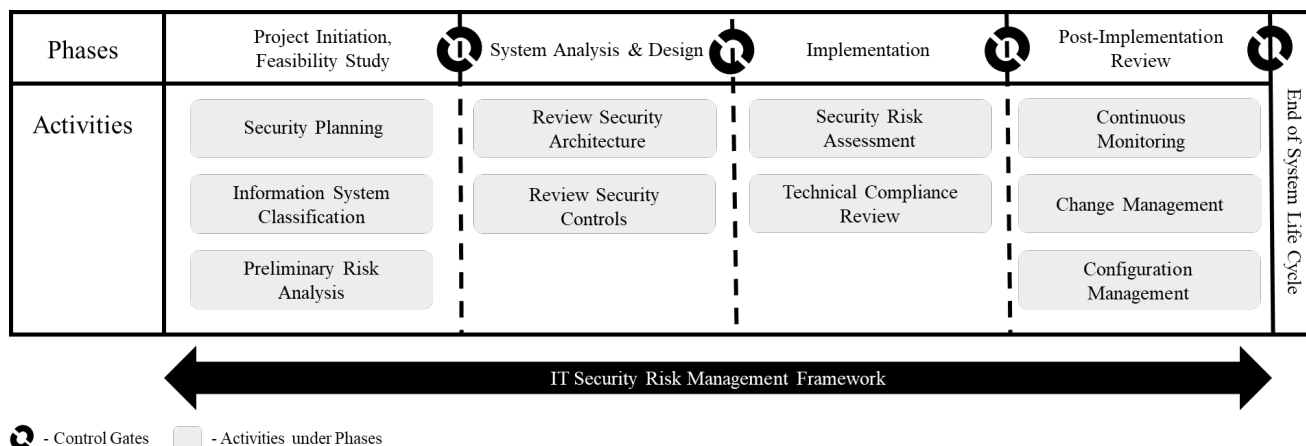 Phases
Project Initiation,
Feasibility Study
System Analysis & Design
Implementation
Post-Implementation
Review
Activities
Security Planning
Information System
Classification
Preliminary Risk
Analysis
Review Security
Architecture
Review Security
Controls
Security Risk
Assessment
Technical Compliance
Review
Continuous
Monitoring
Change Management
Configuration
Management
End of System Life Cycle
IT Security Risk Management Framework
- Control Gates
- Activities under Phases